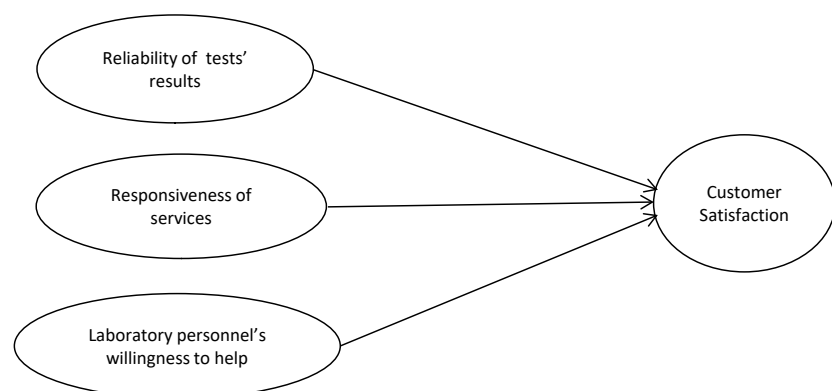 Reliability of tests’
results
Responsiveness of
services
Customer
Satisfaction
Laboratory personnel’s
willingness to help